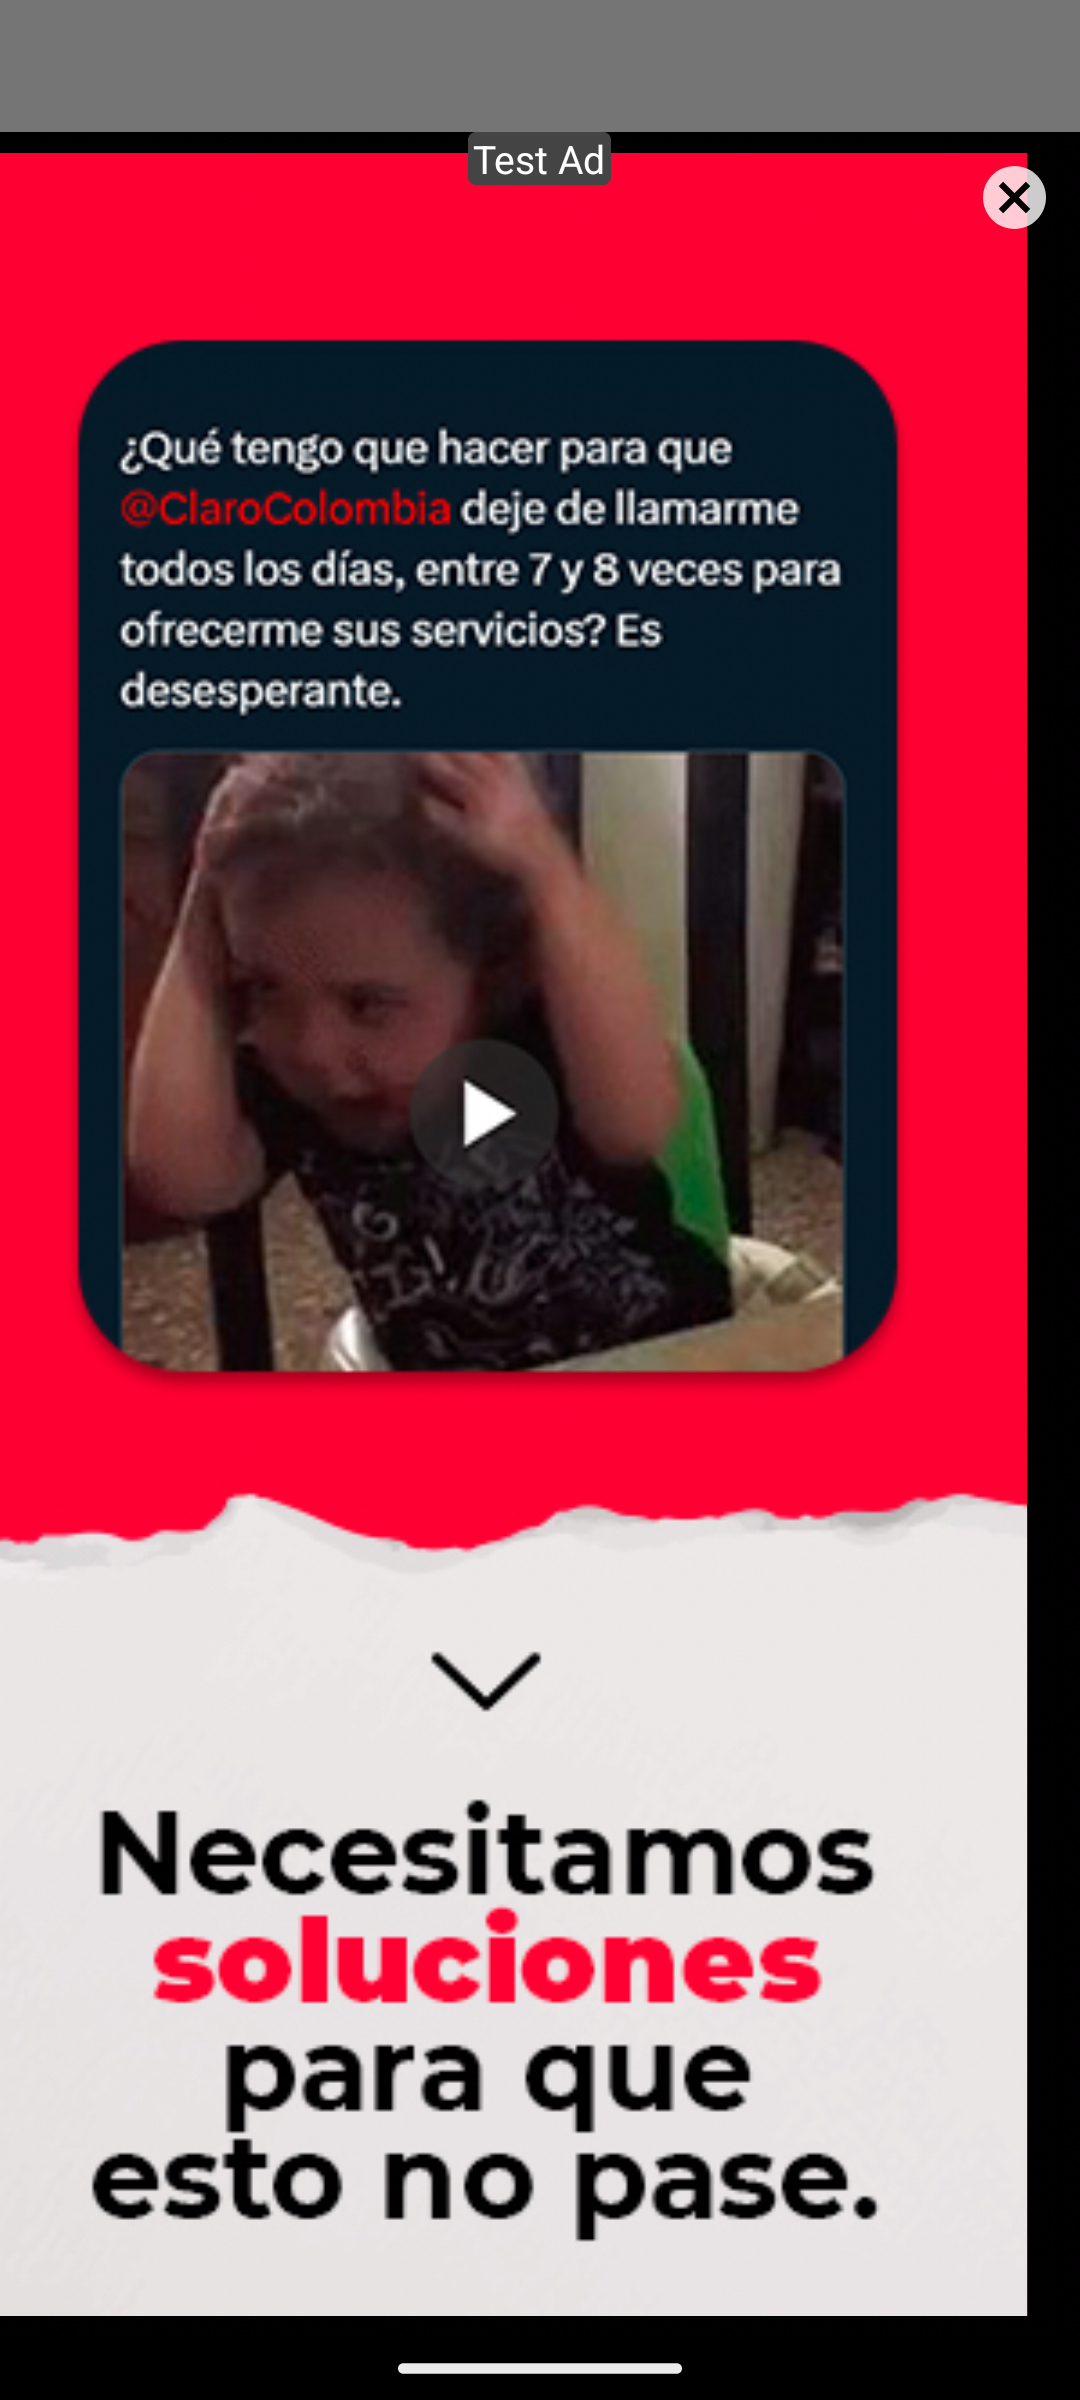 Test Ad
¿Qué tengo que hacer para que
@ClaroColombia deje de llamarme
todos los días, entre 7 y 8 veces para
ofrecerme sus servicios? Es
desesperante.
Necesitamos
soluciones
para que
esto no pase.